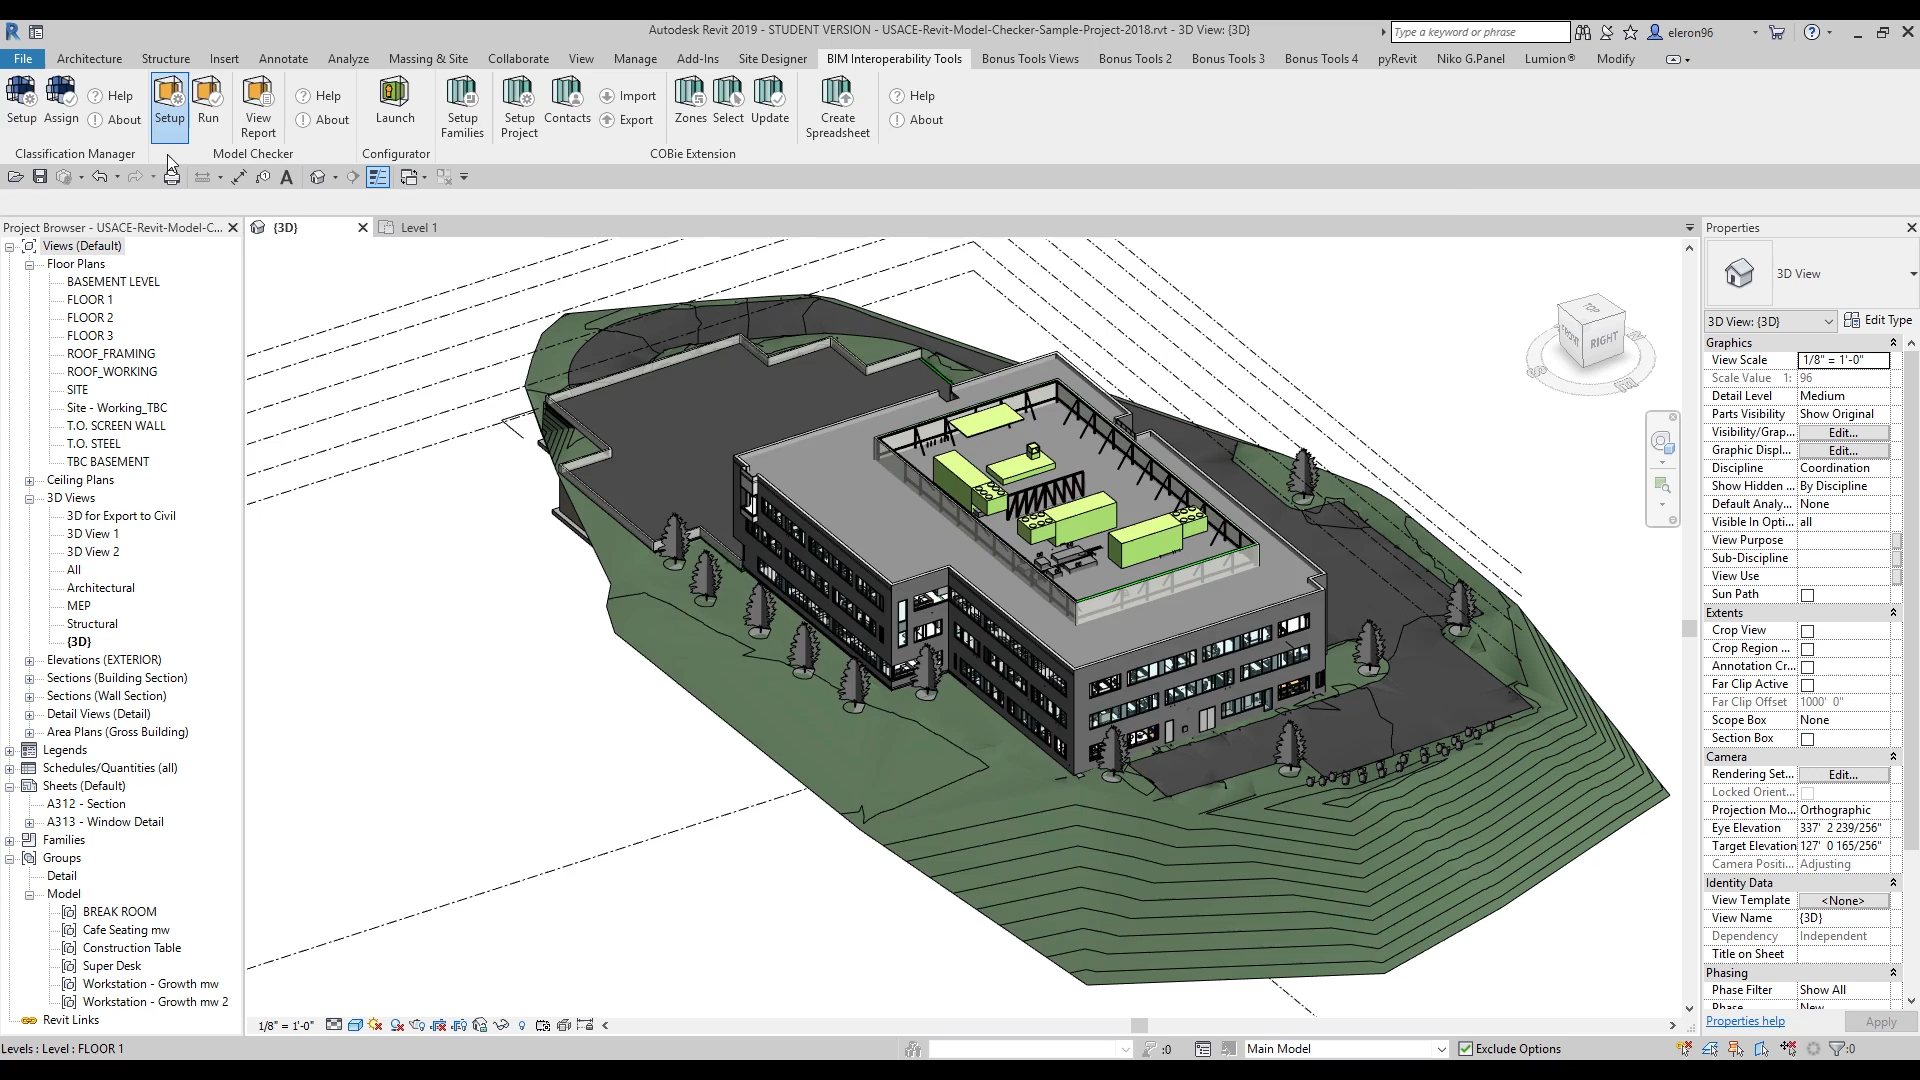 Autodesk Revit 2019 - STUDENT VERSION - USACE-Revit-Model-Checker-Sample-Project-2018.rvt - 3D View: {3D}
Type a keyword or phrase
eleron96
File Architecture Structure Insert Annotate Analyze Massing & Site Collaborate View Manage Add-Ins Site Designer BIM Interoperability Tools Bonus Tools Views Bonus Tools 2 Bonus Tools 3 Bonus Tools 4 pyRevit Niko G.Panel Lumion® Modify
Setup Assign Help About
Setup Run View Report Help About
Launch
Setup Families Setup Project Contacts Import Export Zones Select Update Create Spreadsheet Help About
Classification Manager Model Checker Configurator COBie Extension
Project Browser - USACE-Revit-Model-C...
Views (Default)
Floor Plans
BASEMENT LEVEL
FLOOR 1
FLOOR 2
FLOOR 3
ROOF_FRAMING
ROOF_WORKING
SITE
Site - Working_TBC
T.O. SCREEN WALL
T.O. STEEL
TBC BASEMENT
Ceiling Plans
3D Views
3D for Export to Civil
3D View 1
3D View 2
All
Architectural
MEP
Structural
{3D}
Elevations (EXTERIOR)
Sections (Building Section)
Sections (Wall Section)
Detail Views (Detail)
Area Plans (Gross Building)
Legends
Schedules/Quantities (all)
Sheets (Default)
A312 - Section
A313 - Window Detail
Families
Groups
Detail
Model
BREAK ROOM
Cafe Seating mw
Construction Table
Super Desk
Workstation - Growth mw
Workstation - Growth mw 2
Revit Links
{3D} Level 1
TOP
FRONT RIGHT
Properties
3D View
3D View: {3D} Edit Type
Graphics
View Scale 1/8" = 1'-0"
Scale Value 1: 96
Detail Level Medium
Parts Visibility Show Original
Visibility/Grap... Edit...
Graphic Displ... Edit...
Discipline Coordination
Show Hidden ... By Discipline
Default Analy... None
Visible In Opti... all
View Purpose
Sub-Discipline
View Use
Sun Path
Extents
Crop View
Crop Region ...
Annotation Cr...
Far Clip Active
Far Clip Offset 1000' 0"
Scope Box None
Section Box
Camera
Rendering Set... Edit...
Locked Orient...
Projection Mo... Orthographic
Eye Elevation 337' 2 239/256"
Target Elevation 127' 0 165/256"
Camera Positi... Adjusting
Identity Data
View Template <None>
View Name {3D}
Dependency Independent
Title on Sheet
Phasing
Phase Filter Show All
Phase New
Properties help Apply
1/8" = 1'-0"
Levels : Level : FLOOR 1
:0
Main Model
Exclude Options
:0